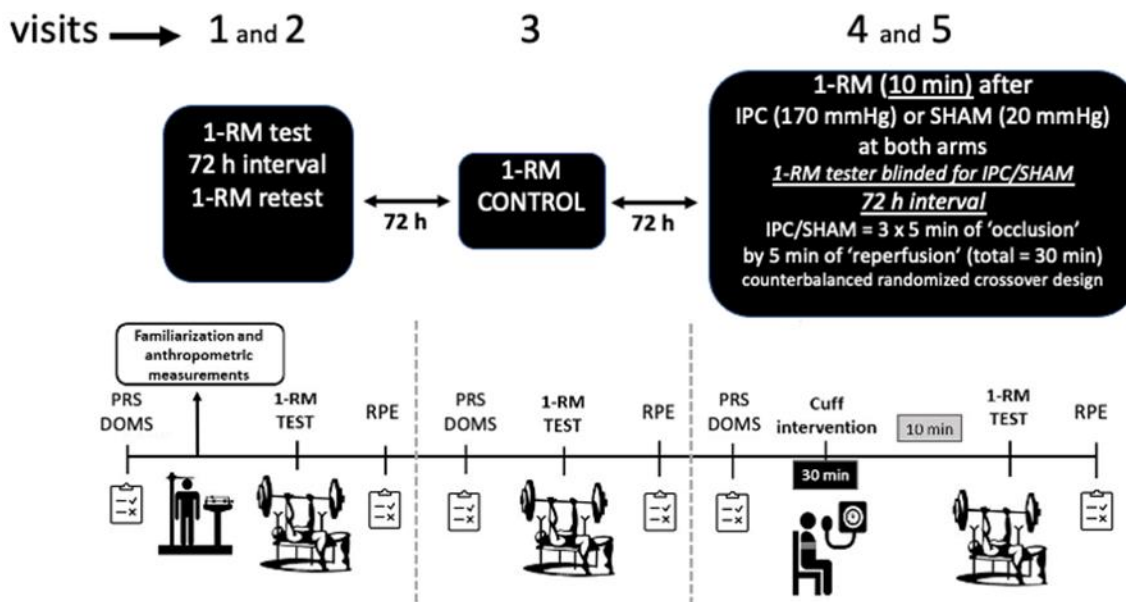 visits
1 and 2
3
4 and 5
1-RM test
72 h interval
1-RM retest
72 h
1-RM
CONTROL
72 h
1-RM (10 min) after
IPC (170 mmHg) or SHAM (20 mmHg)
at both arms
1-RM tester blinded for IPC/SHAM
72 h interval
IPC/SHAM = 3 x 5 min of ‘occlusion’
by 5 min of ‘reperfusion’ (total = 30 min)
counterbalanced randomized crossover design
Familiarization and
anthropometric
measurements
PRS
DOMS
1-RM
TEST
RPE
PRS
DOMS
1-RM
TEST
RPE
PRS
DOMS
Cuff
intervention
30 min
10 min
1-RM
TEST
RPE